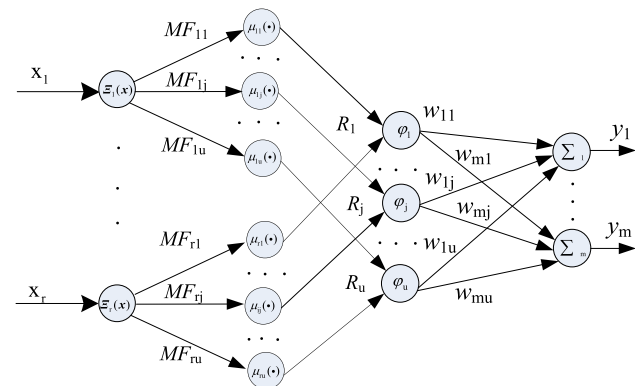 x1
Ξ1(x)
MF11
MF1j
MF1u
μ11(•)
. . .
μ1j(•)
. . .
μ1u(•)
xr
Ξr(x)
MFr1
MFrj
MFru
μr1(•)
. . .
μrj(•)
. . .
μru(•)
R1
φ1
. . .
Rj
φj
. . .
Ru
φu
w11
wm1
w1j
wmj
w1u
wmu
Σ1
Σm
y1
ym